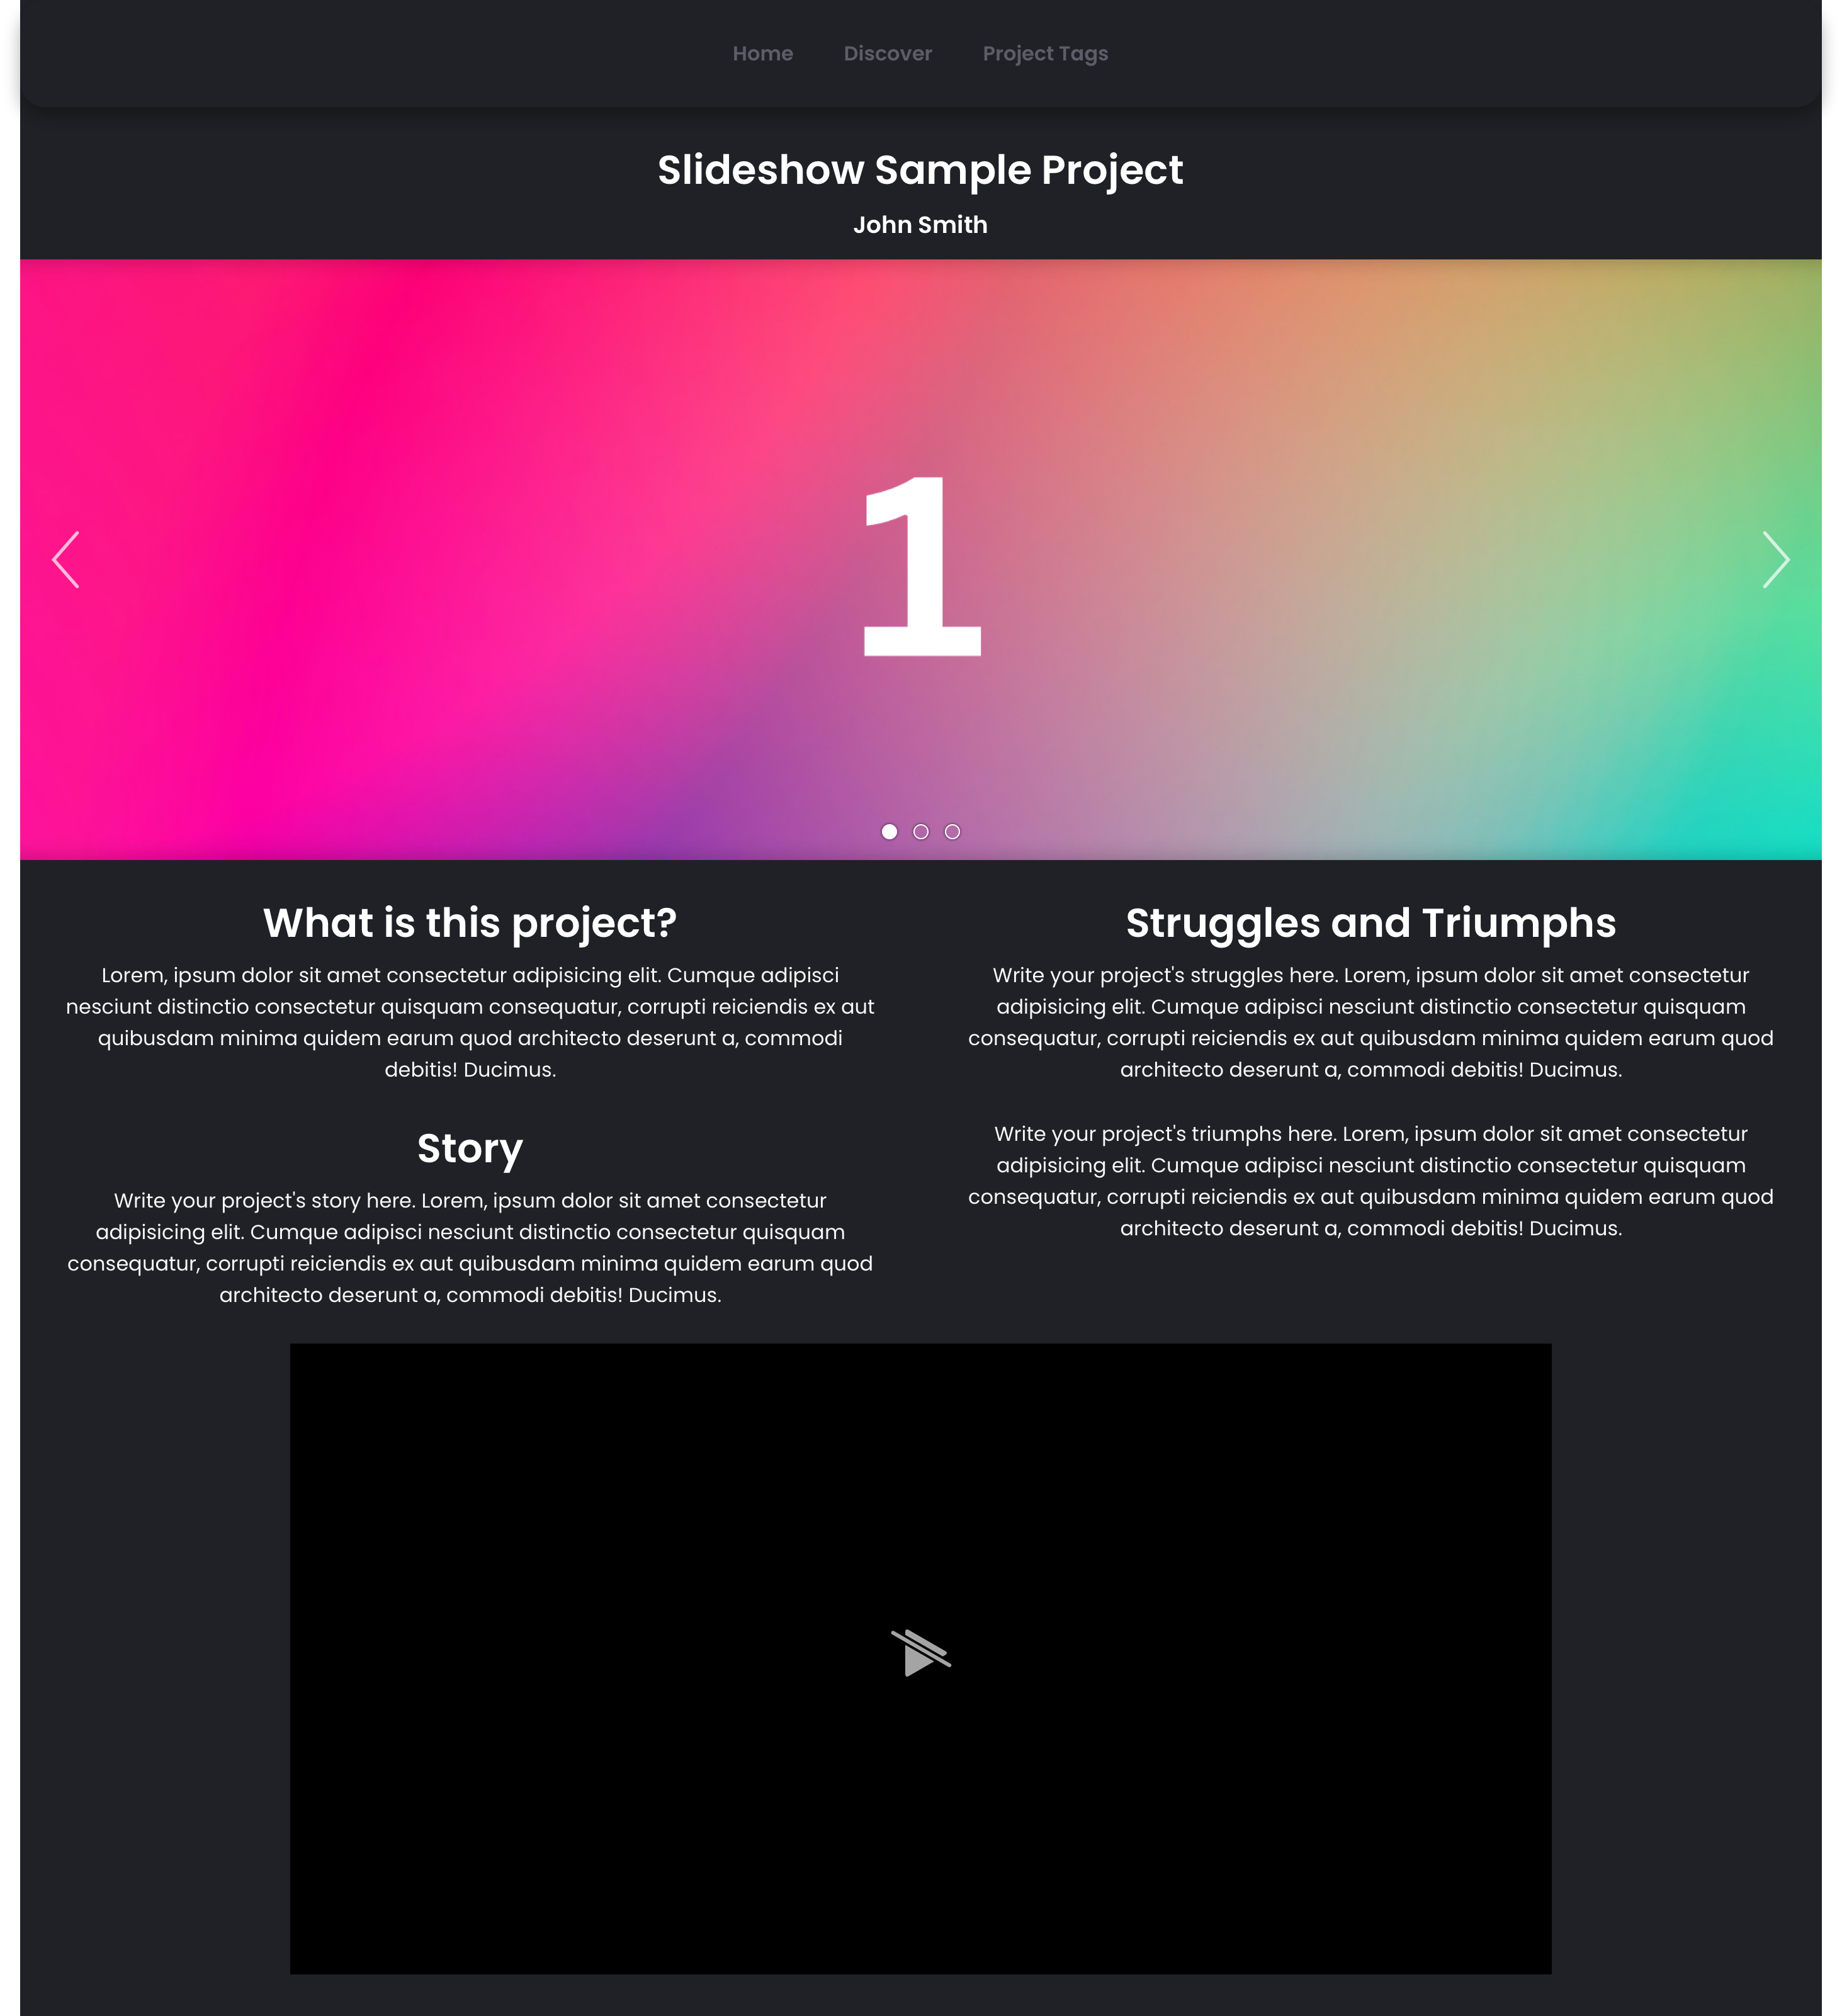 Home Discover Project Tags
Slideshow Sample Project
John Smith
1
What is this project?
Lorem, ipsum dolor sit amet consectetur adipisicing elit. Cumque adipisci
nesciunt distinctio consectetur quisquam consequatur, corrupti reiciendis ex aut
quibusdam minima quidem earum quod architecto deserunt a, commodi
debitis! Ducimus.
Story
Write your project's story here. Lorem, ipsum dolor sit amet consectetur
adipisicing elit. Cumque adipisci nesciunt distinctio consectetur quisquam
consequatur, corrupti reiciendis ex aut quibusdam minima quidem earum quod
architecto deserunt a, commodi debitis! Ducimus.
Struggles and Triumphs
Write your project's struggles here. Lorem, ipsum dolor sit amet consectetur
adipisicing elit. Cumque adipisci nesciunt distinctio consectetur quisquam
consequatur, corrupti reiciendis ex aut quibusdam minima quidem earum quod
architecto deserunt a, commodi debitis! Ducimus.
Write your project's triumphs here. Lorem, ipsum dolor sit amet consectetur
adipisicing elit. Cumque adipisci nesciunt distinctio consectetur quisquam
consequatur, corrupti reiciendis ex aut quibusdam minima quidem earum quod
architecto deserunt a, commodi debitis! Ducimus.